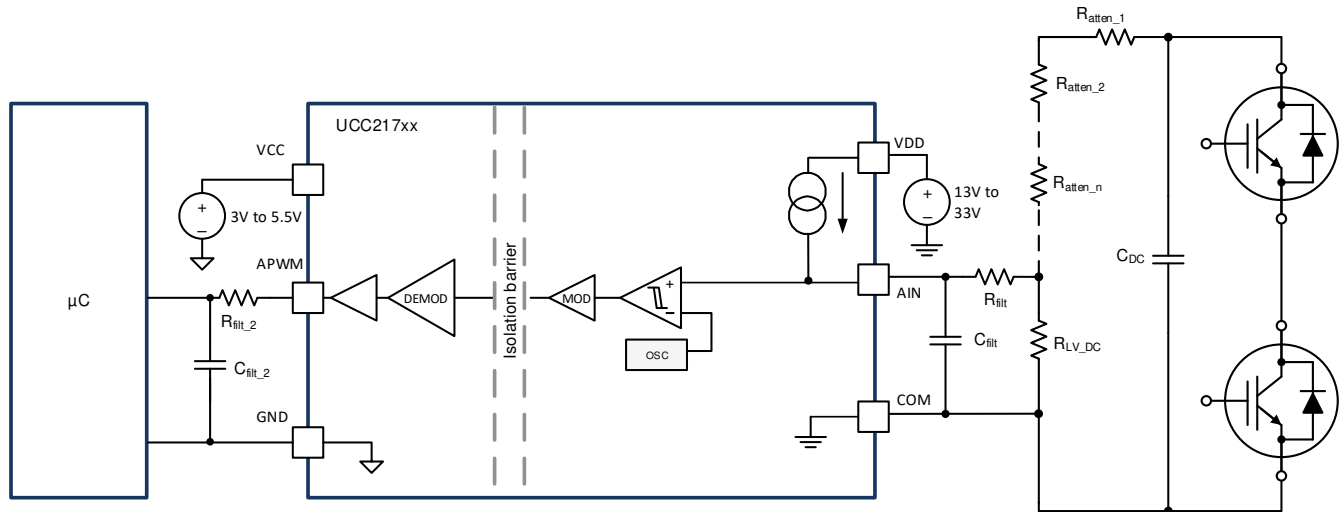 R_atten_1
R_atten_2
R_atten_n
C_DC
R_filt
C_filt
R_LV_DC
UCC217xx
VCC
+
−
3V to 5.5V
APWM
µC
R_filt_2
C_filt_2
GND
DEMOD
Isolation barrier
MOD
+
−
OSC
VDD
+
−
13V to
33V
AIN
COM